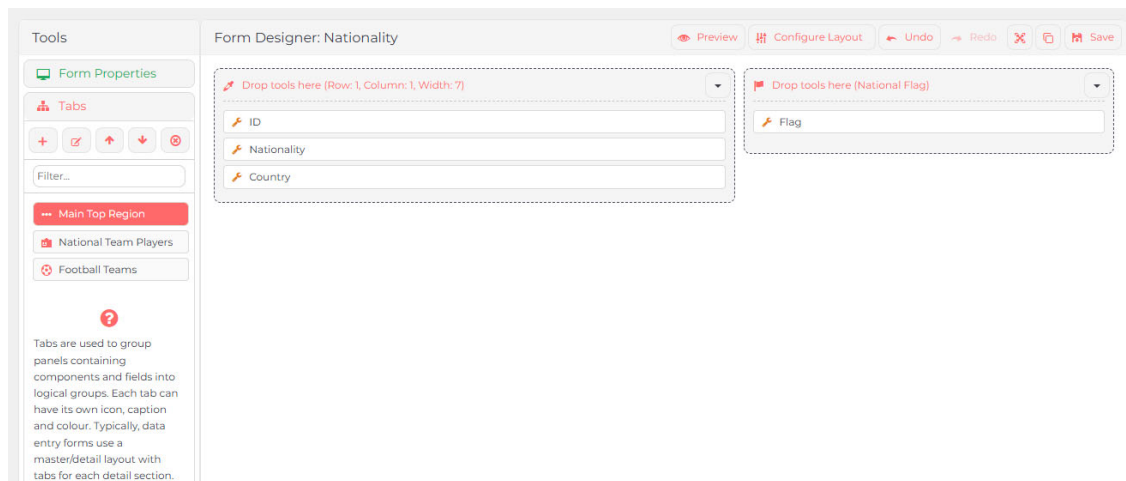 Tools
Form Designer: Nationality
Preview
Configure Layout
Undo
Redo
Save
Form Properties
Tabs
Filter...
Main Top Region
National Team Players
Football Teams
Tabs are used to group
panels containing
components and fields into
logical groups. Each tab can
have its own icon, caption
and colour. Typically, data
entry forms use a
master/detail layout with
tabs for each detail section.
Drop tools here (Row: 1, Column: 1, Width: 7)
ID
Nationality
Country
Drop tools here (National Flag)
Flag